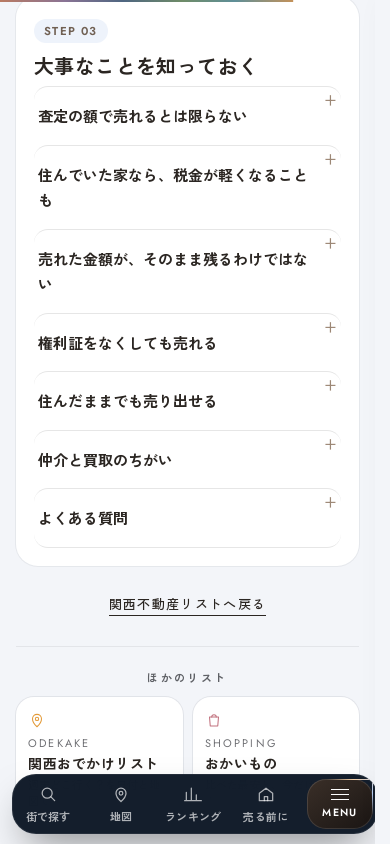 STEP 03
大事なことを知っておく
査定の額で売れるとは限らない
住んでいた家なら、税金が軽くなること
も
売れた金額が、そのまま残るわけではな
い
権利証をなくしても売れる
住んだままでも売り出せる
仲介と買取のちがい
よくある質問
関西不動産リストへ戻る
ほかのリスト
ODEKAKE
関西おでかけリスト
SHOPPING
おかいもの
街で探す
地図
ランキング
売る前に
MENU